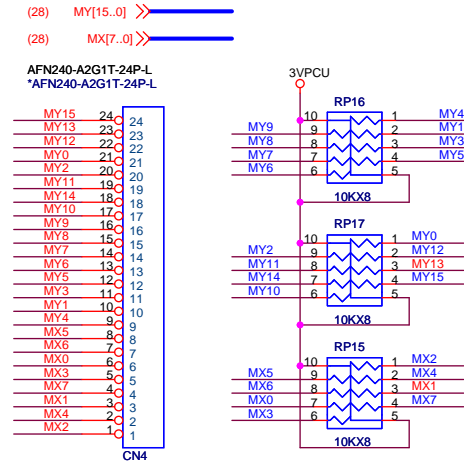 (28) MY[15..0]
(28) MX[7..0]
AFN240-A2G1T-24P-L
*AFN240-A2G1T-24P-L
MY15 24 24
MY13 23 23
MY12 22 22
MY0 21 21
MY2 20 20
MY11 19 19
MY14 18 18
MY10 17 17
MY9 16 16
MY8 15 15
MY7 14 14
MY6 13 13
MY5 12 12
MY3 11 11
MY1 10 10
MY4 9 9
MX5 8 8
MX6 7 7
MX0 6 6
MX3 5 5
MX7 4 4
MX1 3 3
MX4 2 2
MX2 1 1
CN4
3VPCU
RP16
10 1 MY4
MY9 9 2 MY1
MY8 8 3 MY3
MY7 7 4 MY5
MY6 6 5
10KX8
RP17
10 1 MY0
MY2 9 2 MY12
MY11 8 3 MY13
MY14 7 4 MY15
MY10 6 5
10KX8
RP15
10 1 MX2
MX5 9 2 MX4
MX6 8 3 MX1
MX0 7 4 MX7
MX3 6 5
10KX8